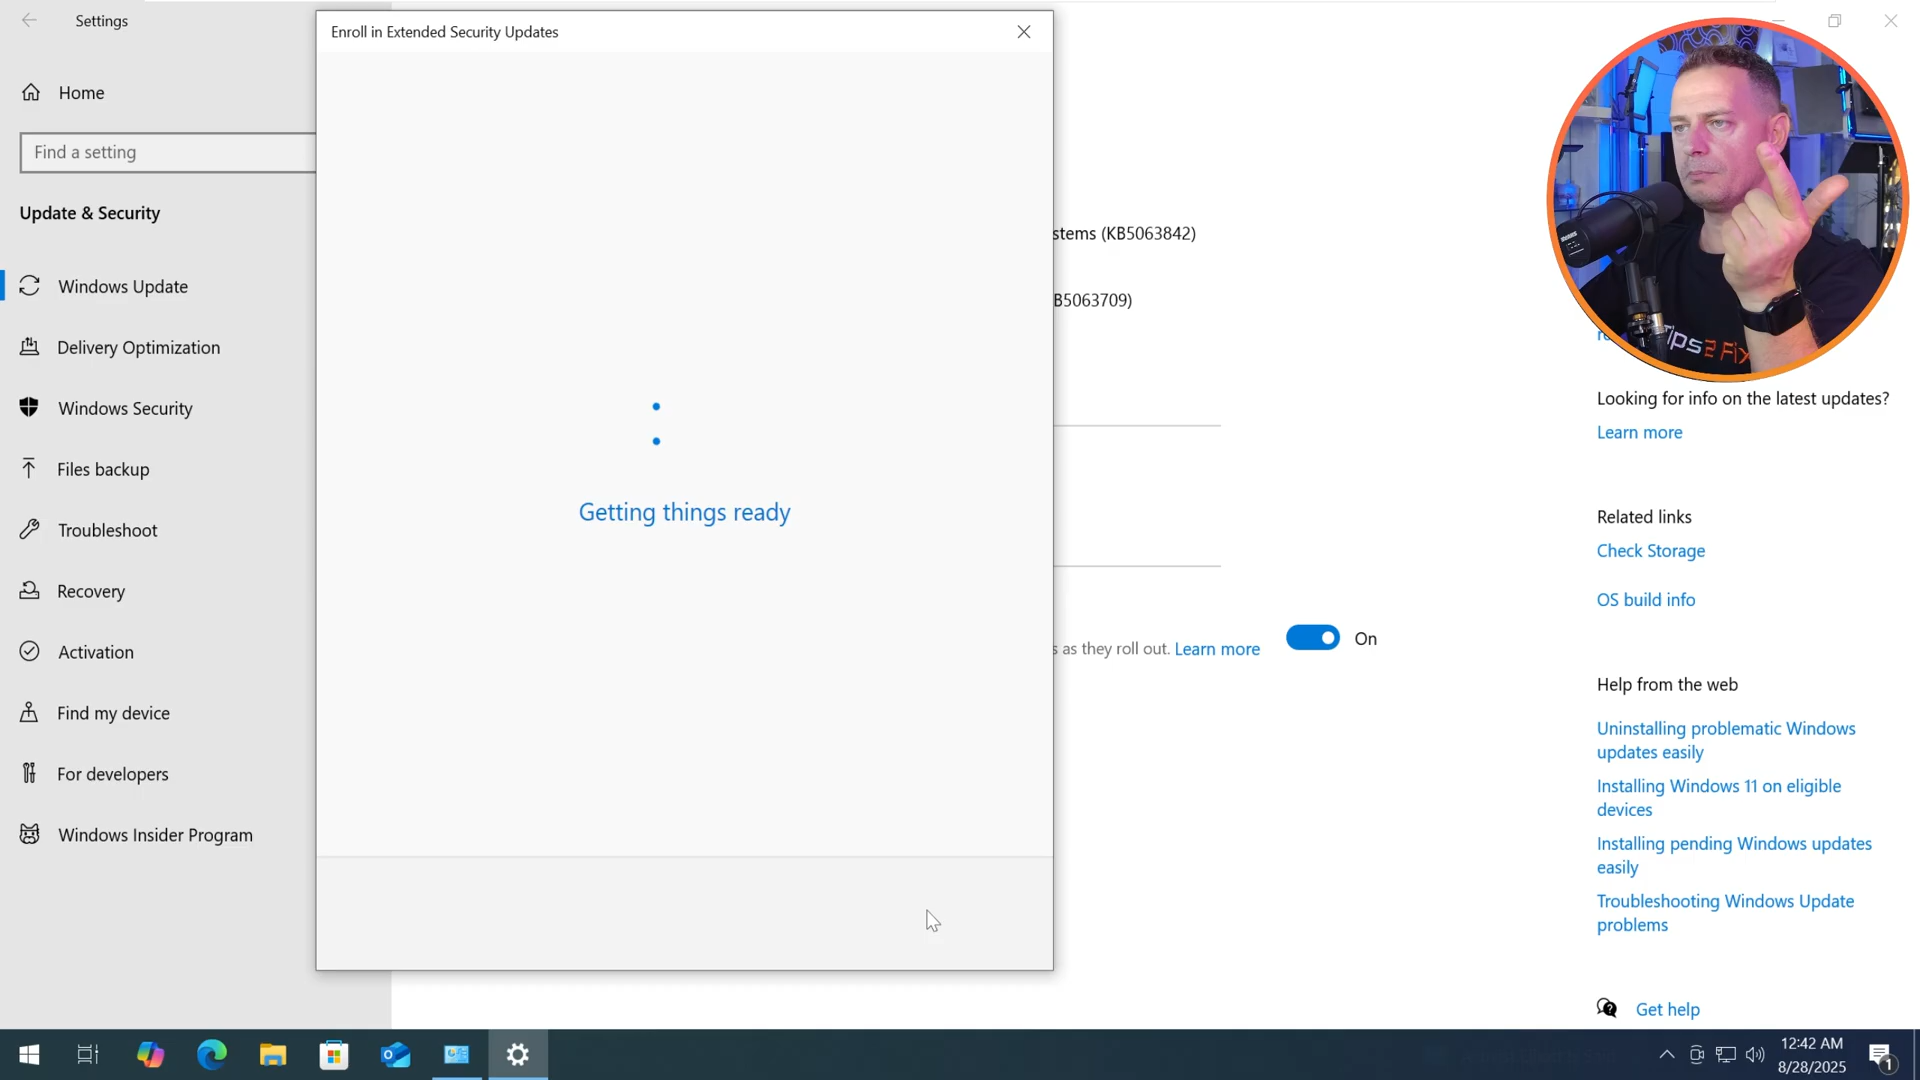 Settings
Home
Find a setting
Update & Security
Windows Update
Delivery Optimization
Windows Security
Files backup
Troubleshoot
Recovery
Activation
Find my device
For developers
Windows Insider Program
Enroll in Extended Security Updates
Getting things ready
stems (KB5063842)
B5063709)
s as they roll out. Learn more
On
Looking for info on the latest updates?
Learn more
Related links
Check Storage
OS build info
Help from the web
Uninstalling problematic Windows
updates easily
Installing Windows 11 on eligible
devices
Installing pending Windows updates
easily
Troubleshooting Windows Update
problems
Get help
12:42 AM
8/28/2025
1